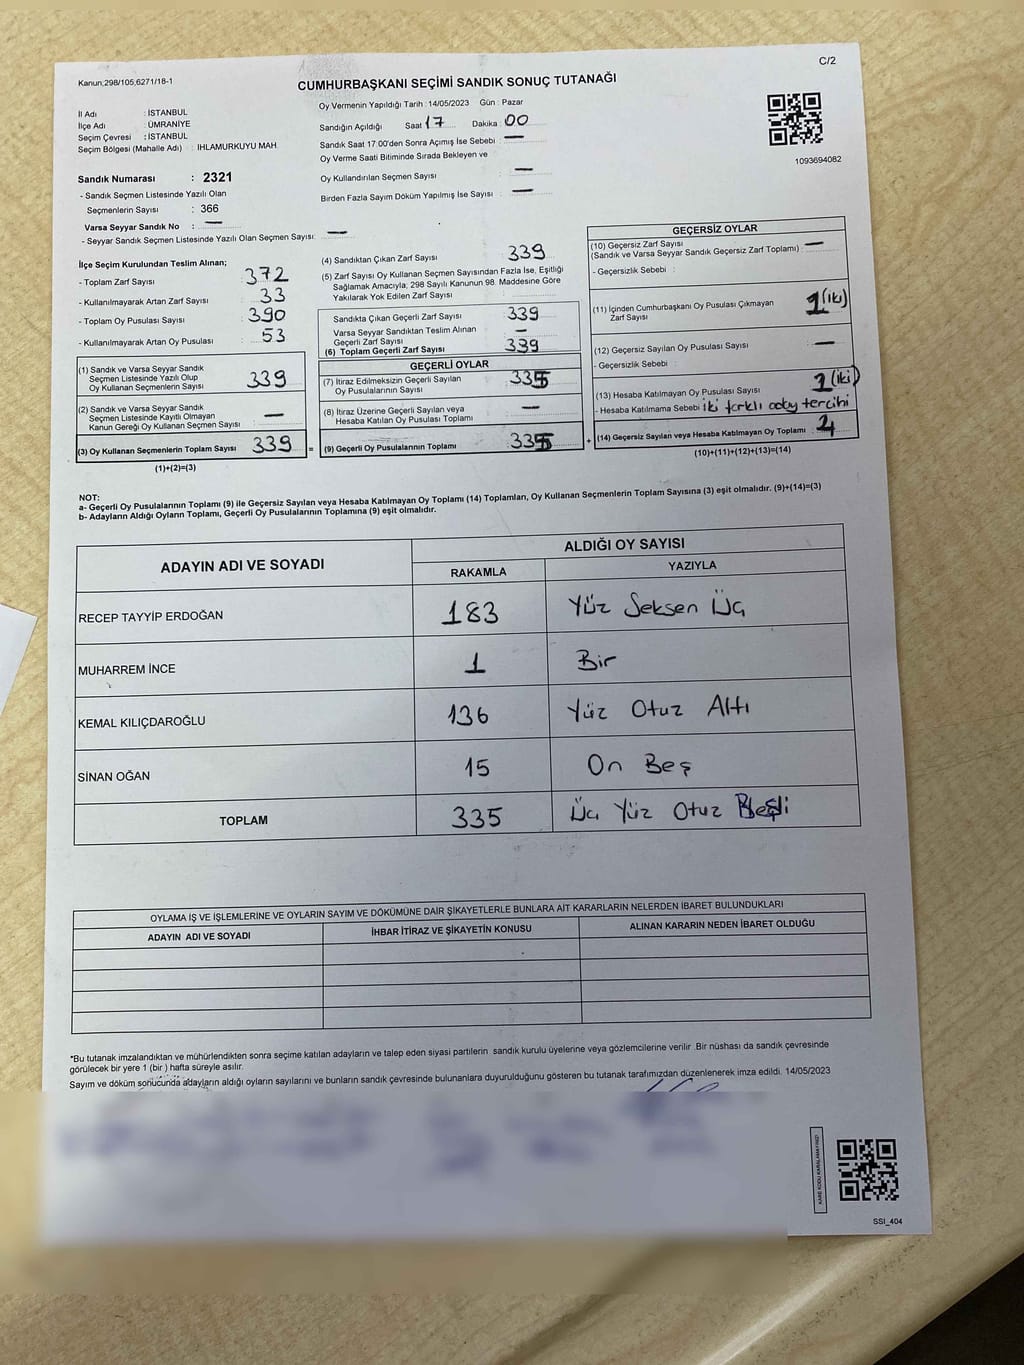 C/2
Kanun:298/105,6271/18-1
CUMHURBAŞKANI SEÇİMİ SANDIK SONUÇ TUTANAĞI
İl Adı : İSTANBUL
İlçe Adı : ÜMRANİYE
Seçim Çevresi : İSTANBUL
Seçim Bölgesi (Mahalle Adı) : IHLAMURKUYU MAH.
Oy Vermenin Yapıldığı Tarih : 14/05/2023 Gün : Pazar
Sandığın Açıldığı Saat : 17 Dakika : 00
Sandık Saat 17.00'den Sonra Açımış İse Sebebi : —
Oy Verme Saati Bitiminde Sırada Bekleyen ve
Oy Kullandırılan Seçmen Sayısı : —
Birden Fazla Sayım Döküm Yapılmış İse Sayısı : —
1093694082
Sandık Numarası : 2321
- Sandık Seçmen Listesinde Yazılı Olan
Seçmenlerin Sayısı : 366
Varsa Seyyar Sandık No : —
- Seyyar Sandık Seçmen Listesinde Yazılı Olan Seçmen Sayısı: —
İlçe Seçim Kurulundan Teslim Alınan;
- Toplam Zarf Sayısı : 372
- Kullanılmayarak Artan Zarf Sayısı : 33
- Toplam Oy Pusulası Sayısı : 390
- Kullanılmayarak Artan Oy Pusulası : 53
(1) Sandık ve Varsa Seyyar Sandık
Seçmen Listesinde Yazılı Olup
Oy Kullanan Seçmenlerin Sayısı : 339
(2) Sandık ve Varsa Seyyar Sandık
Seçmen Listesinde Kayıtlı Olmayan
Kanun Gereği Oy Kullanan Seçmen Sayısı : —
(3) Oy Kullanan Seçmenlerin Toplam Sayısı : 339
(1)+(2)=(3)
(4) Sandıktan Çıkan Zarf Sayısı : 339
(5) Zarf Sayısı Oy Kullanan Seçmen Sayısından Fazla İse, Eşitliği
Sağlamak Amacıyla, 298 Sayılı Kanunun 98. Maddesine Göre
Yakılarak Yok Edilen Zarf Sayısı :
Sandıkta Çıkan Geçerli Zarf Sayısı : 339
Varsa Seyyar Sandıktan Teslim Alınan
Geçerli Zarf Sayısı : —
(6) Toplam Geçerli Zarf Sayısı : 339
GEÇERLİ OYLAR
(7) İtiraz Edilmeksizin Geçerli Sayılan
Oy Pusulalarının Sayısı : 335
(8) İtiraz Üzerine Geçerli Sayılan veya
Hesaba Katılan Oy Pusulası Toplamı : —
= (9) Geçerli Oy Pusulalarının Toplamı : 335
GEÇERSİZ OYLAR
(10) Geçersiz Zarf Sayısı
(Sandık ve Varsa Seyyar Sandık Geçersiz Zarf Toplamı) : —
- Geçersizlik Sebebi :
(11) İçinden Cumhurbaşkanı Oy Pusulası Çıkmayan
Zarf Sayısı : (iki)
(12) Geçersiz Sayılan Oy Pusulası Sayısı : —
- Geçersizlik Sebebi :
(13) Hesaba Katılmayan Oy Pusulası Sayısı : (iki)
- Hesaba Katılmama Sebebi : iki farklı aday tercihi
+ (14) Geçersiz Sayılan veya Hesaba Katılmayan Oy Toplamı : 4
(10)+(11)+(12)+(13)=(14)
NOT:
a- Geçerli Oy Pusulalarının Toplamı (9) ile Geçersiz Sayılan veya Hesaba Katılmayan Oy Toplamı (14) Toplamları, Oy Kullanan Seçmenlerin Toplam Sayısına (3) eşit olmalıdır. (9)+(14)=(3)
b- Adayların Aldığı Oyların Toplamı, Geçerli Oy Pusulalarının Toplamına (9) eşit olmalıdır.
ADAYIN ADI VE SOYADI
ALDIĞI OY SAYISI
RAKAMLA YAZIYLA
RECEP TAYYİP ERDOĞAN 183 Yüz Seksen Üç
MUHARREM İNCE 1 Bir
KEMAL KILIÇDAROĞLU 136 Yüz Otuz Altı
SİNAN OĞAN 15 On Beş
TOPLAM 335 Üç Yüz Otuz
OYLAMA İŞ VE İŞLEMLERİNE VE OYLARIN SAYIM VE DÖKÜMÜNE DAİR ŞİKAYETLERLE BUNLARA AİT KARARLARIN NELERDEN İBARET BULUNDUKLARI
ADAYIN ADI VE SOYADI İHBAR İTİRAZ VE ŞİKAYETİN KONUSU ALINAN KARARIN NEDEN İBARET OLDUĞU
*Bu tutanak imzalandıktan ve mühürlendikten sonra seçime katılan adayların ve talep eden siyasi partilerin sandık kurulu üyelerine veya gözlemcilerine verilir .Bir nüshası da sandık çevresinde
görülecek bir yere 1 (bir ) hafta süreyle asılır.
Sayım ve döküm sonucunda adayların aldığı oyların sayılarını ve bunların sandık çevresinde bulunanlara duyurulduğunu gösteren bu tutanak tarafımızdan düzenlenerek imza edildi. 14/05/2023
KARE KODU KARALAMAYINIZ!
SSI_404